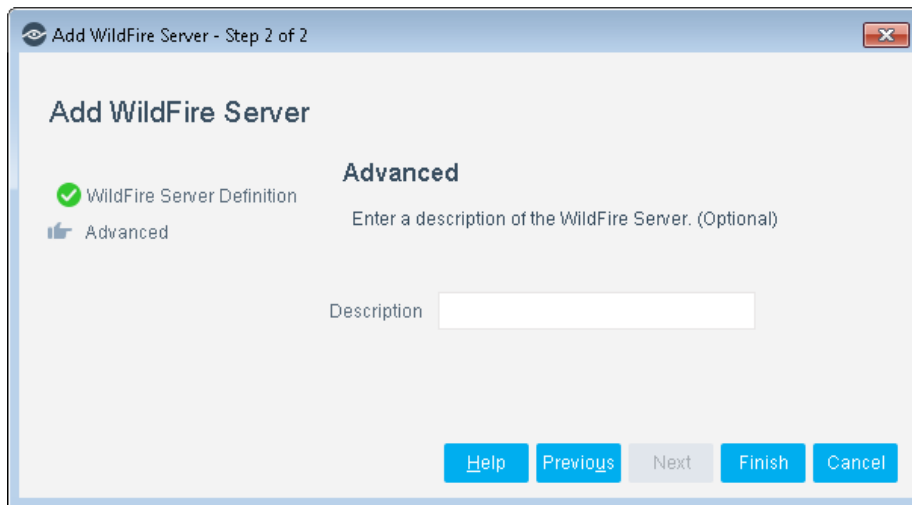 Add WildFire Server - Step 2 of 2
Add WildFire Server
WildFire Server Definition
Advanced
Advanced
Enter a description of the WildFire Server. (Optional)
Description
Help Previous Next Finish Cancel